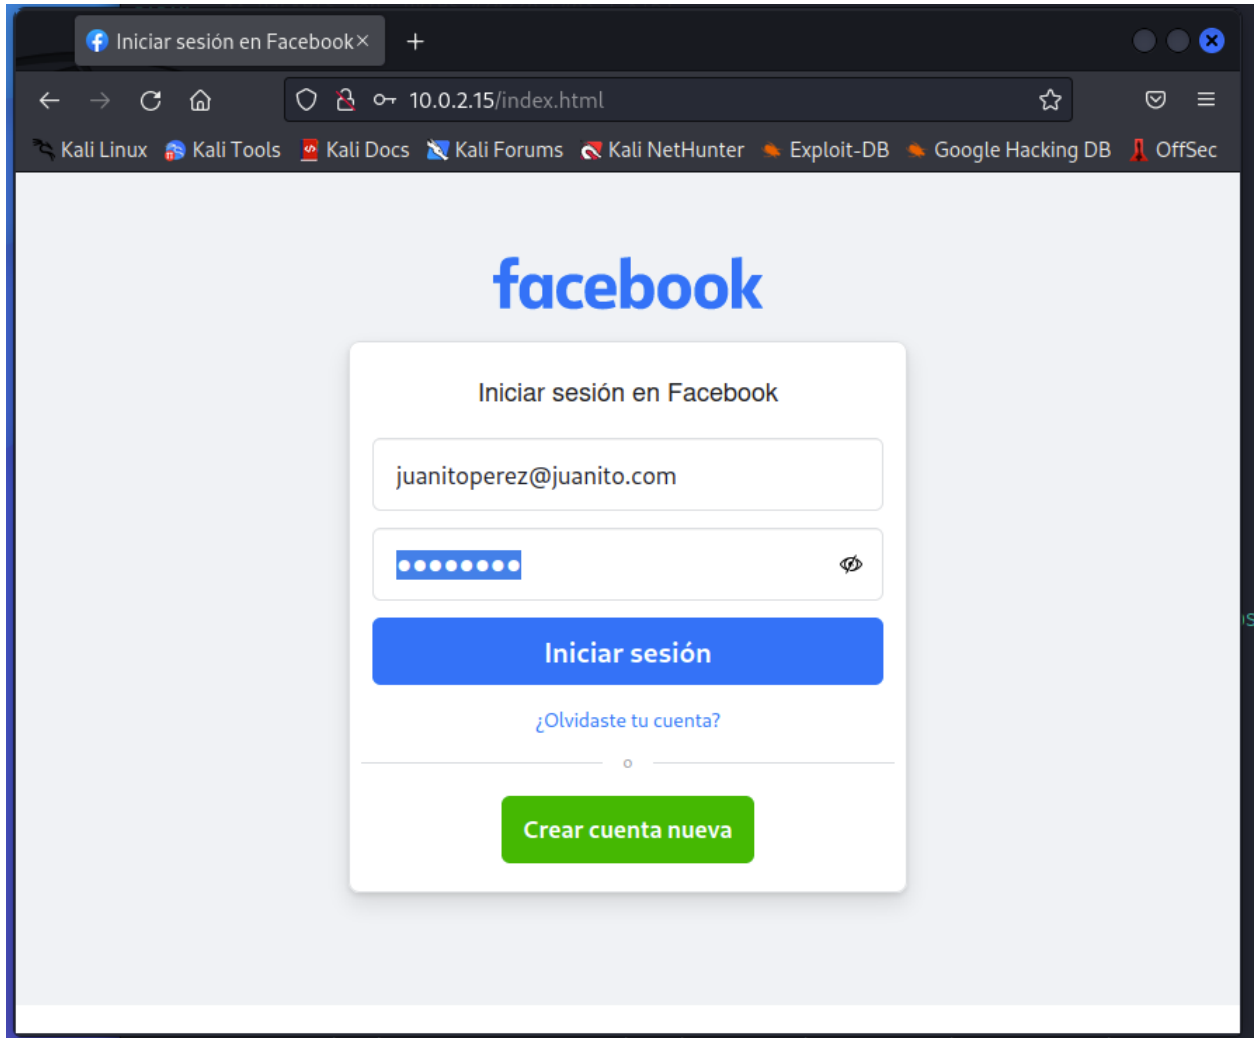 Iniciar sesión en Facebook
10.0.2.15/index.html
Kali Linux Kali Tools Kali Docs Kali Forums Kali NetHunter Exploit-DB Google Hacking DB OffSec
facebook
Iniciar sesión en Facebook
juanitoperez@juanito.com
Iniciar sesión
¿Olvidaste tu cuenta?
o
Crear cuenta nueva